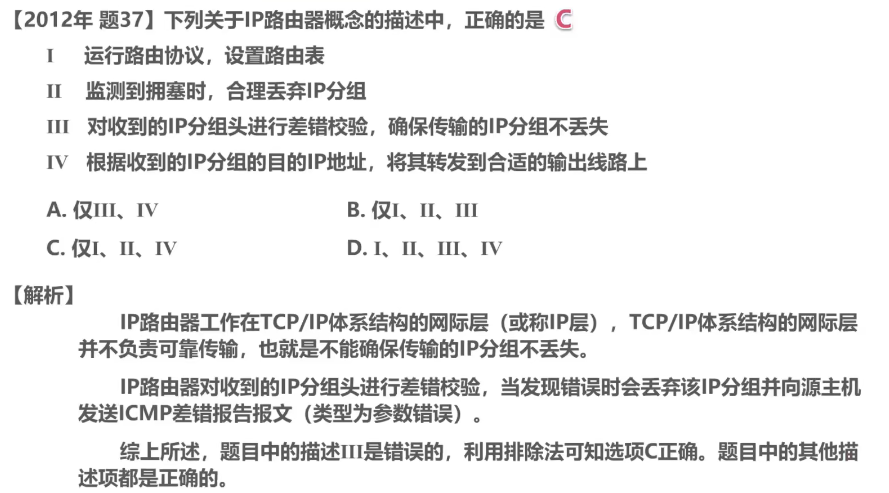 【2012年 题37】下列关于IP路由器概念的描述中，正确的是 C
I 运行路由协议，设置路由表
II 监测到拥塞时，合理丢弃IP分组
III 对收到的IP分组头进行差错校验，确保传输的IP分组不丢失
IV 根据收到的IP分组的目的IP地址，将其转发到合适的输出线路上
A. 仅III、IV B. 仅I、II、III
C. 仅I、II、IV D. I、II、III、IV
【解析】
IP路由器工作在TCP/IP体系结构的网际层（或称IP层），TCP/IP体系结构的网际层
并不负责可靠传输，也就是不能确保传输的IP分组不丢失。
IP路由器对收到的IP分组头进行差错校验，当发现错误时会丢弃该IP分组并向源主机
发送ICMP差错报告报文（类型为参数错误）。
综上所述，题目中的描述III是错误的，利用排除法可知选项C正确。题目中的其他描
述项都是正确的。